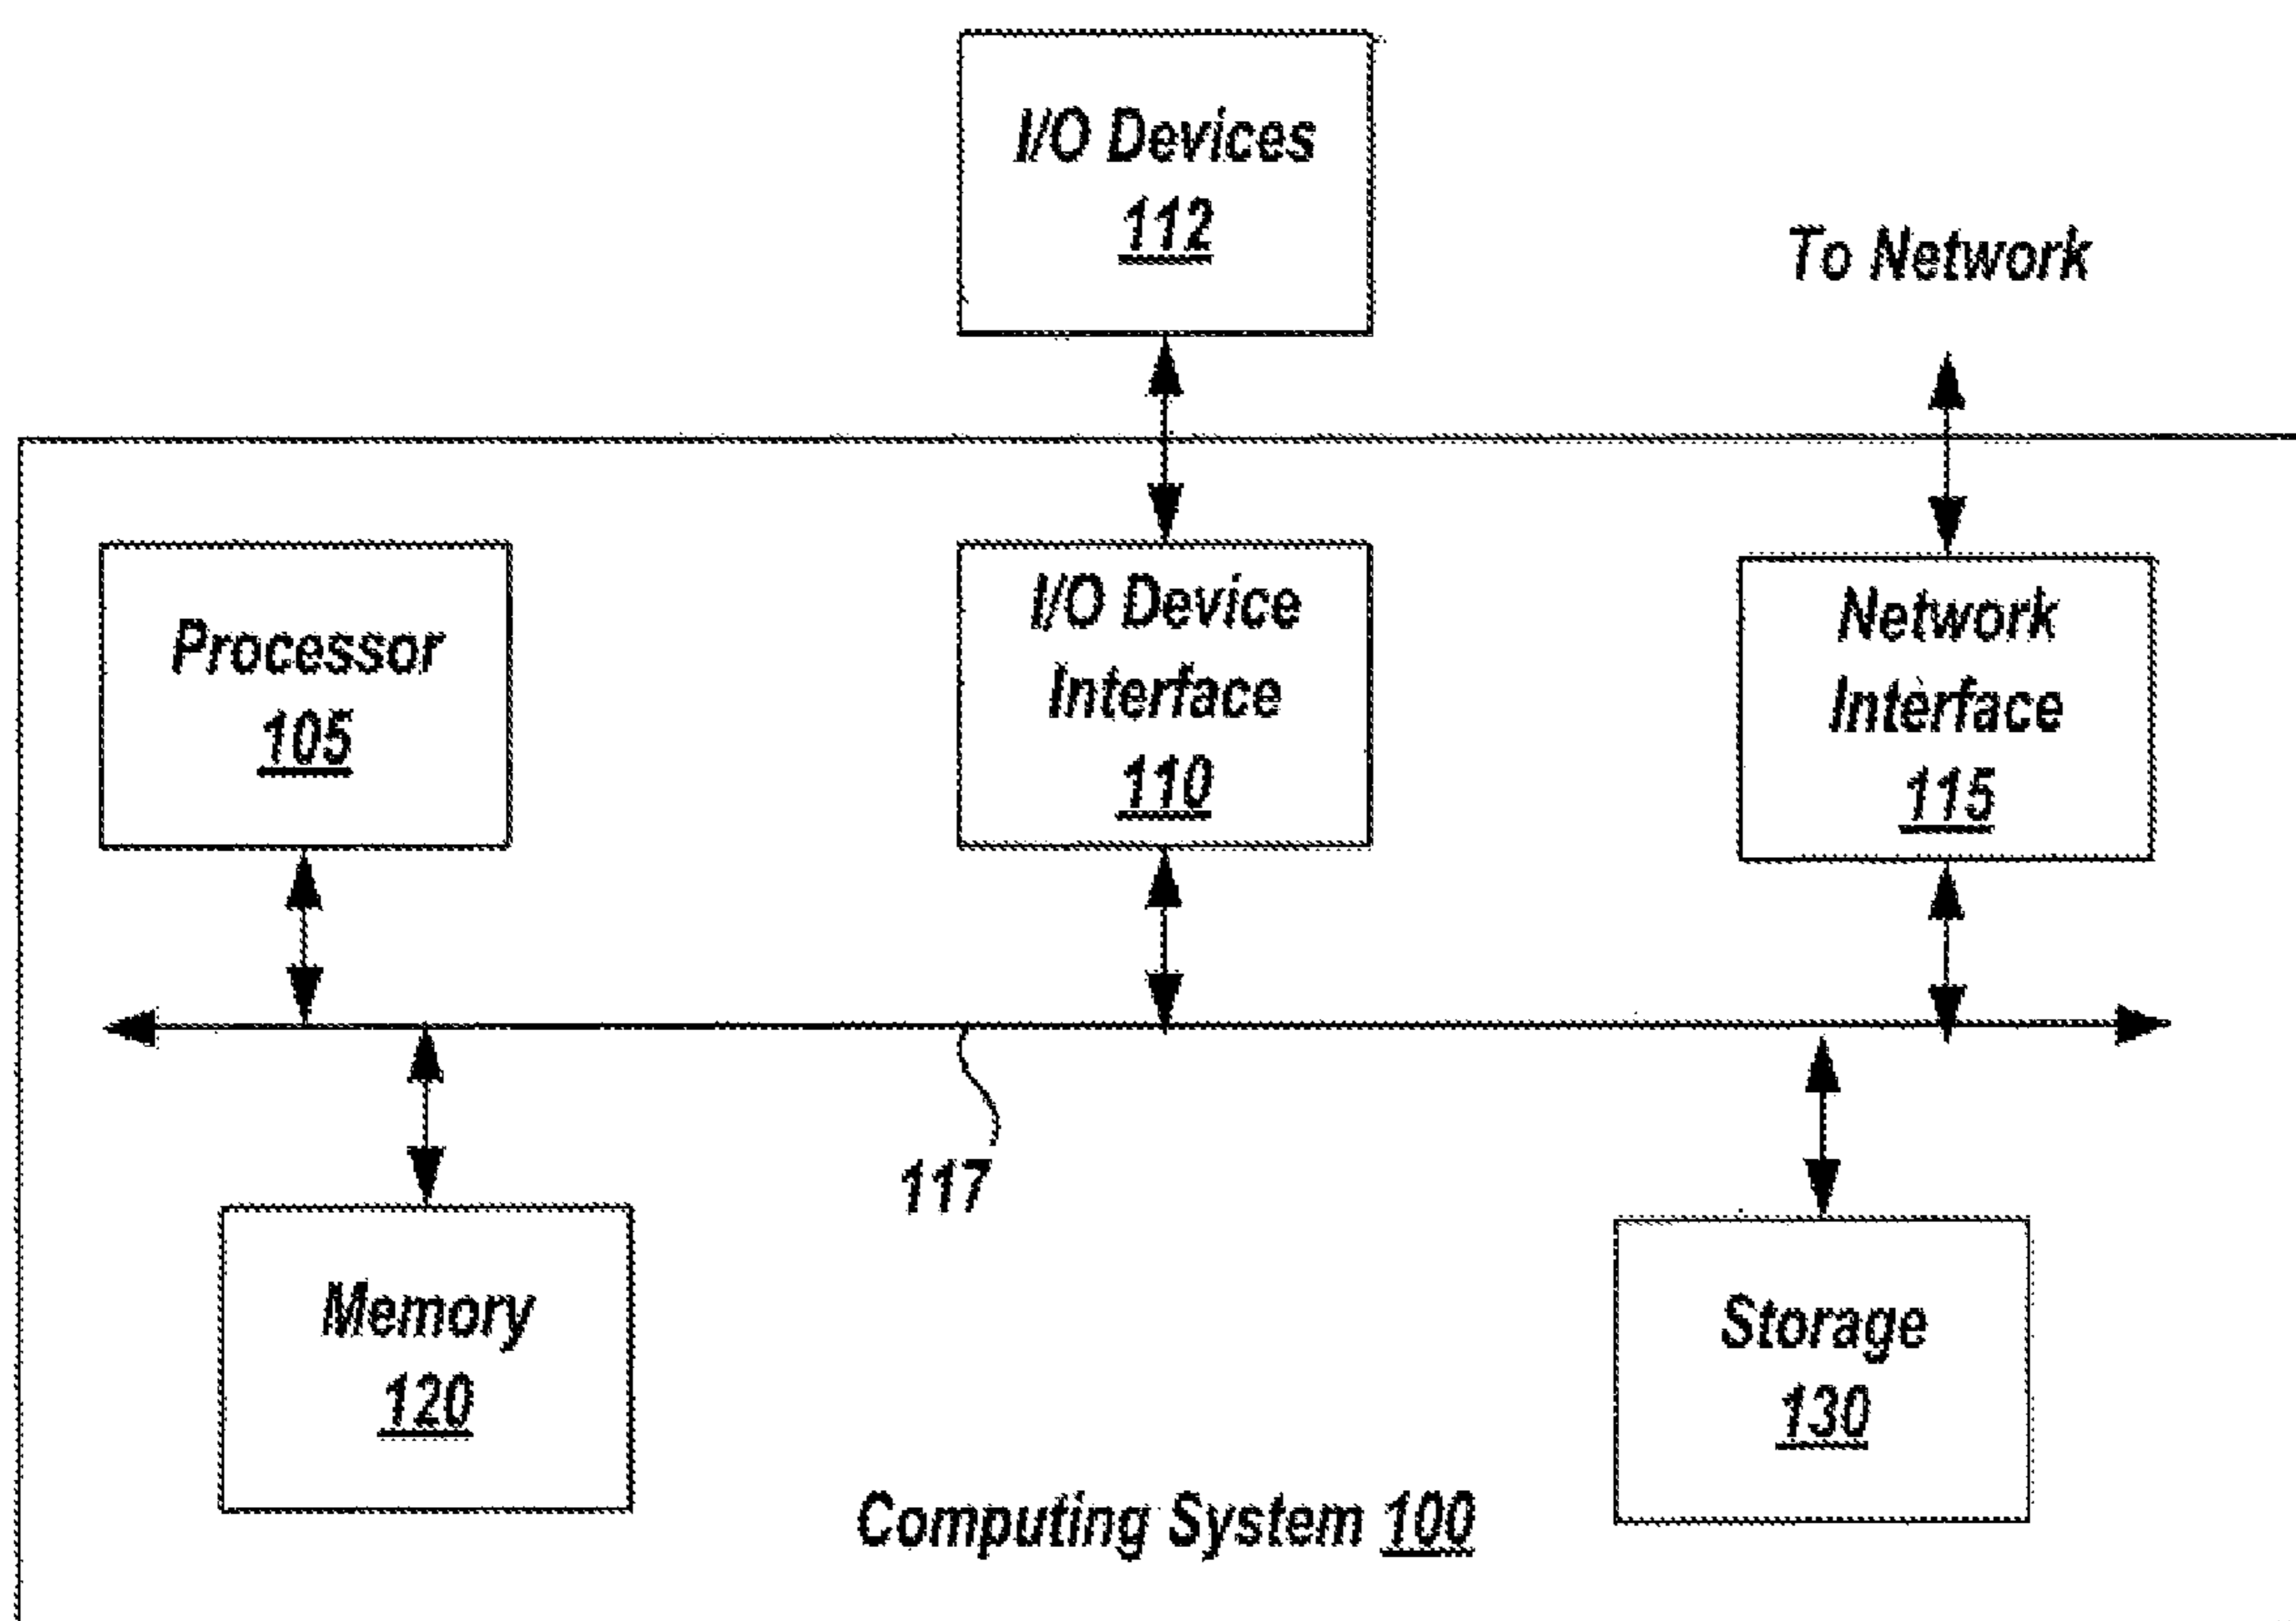 I/O Devices
112
To Network
Processor
105
I/O Device
Interface
110
Network
Interface
115
117
Memory
120
Storage
130
Computing System 100